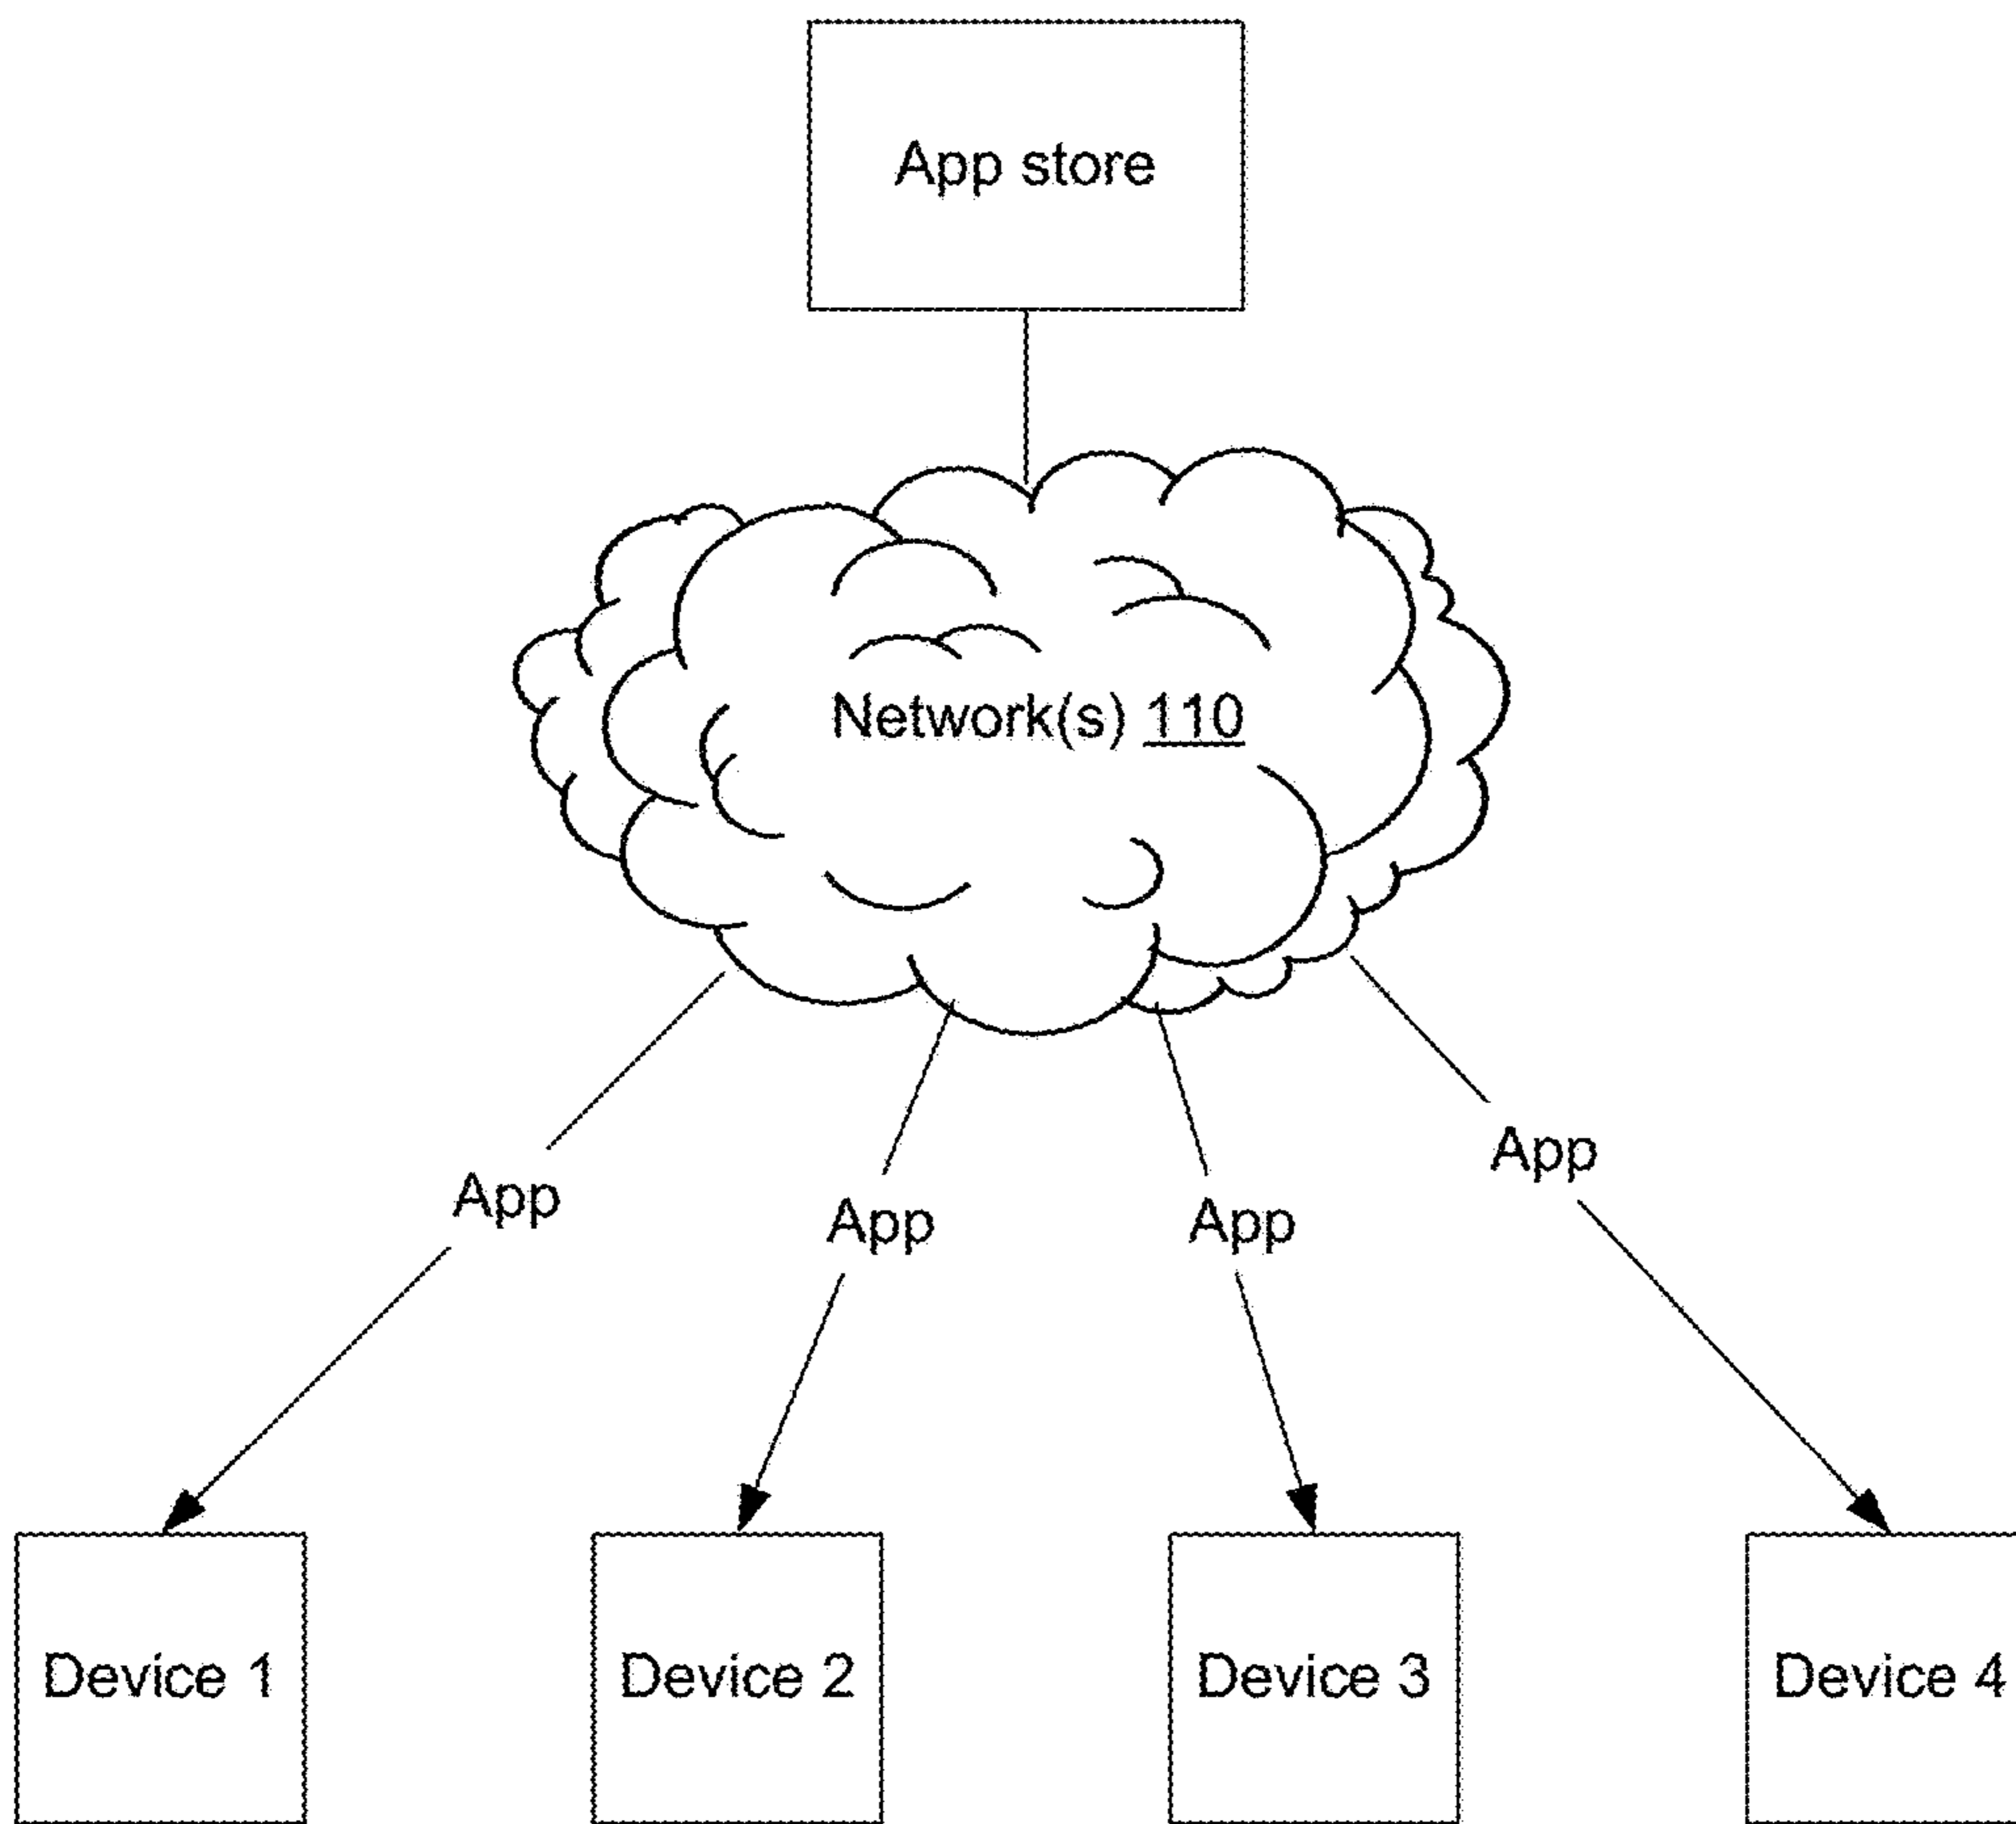 App store
Network(s) 110
App
App
App
App
Device 1
Device 2
Device 3
Device 4